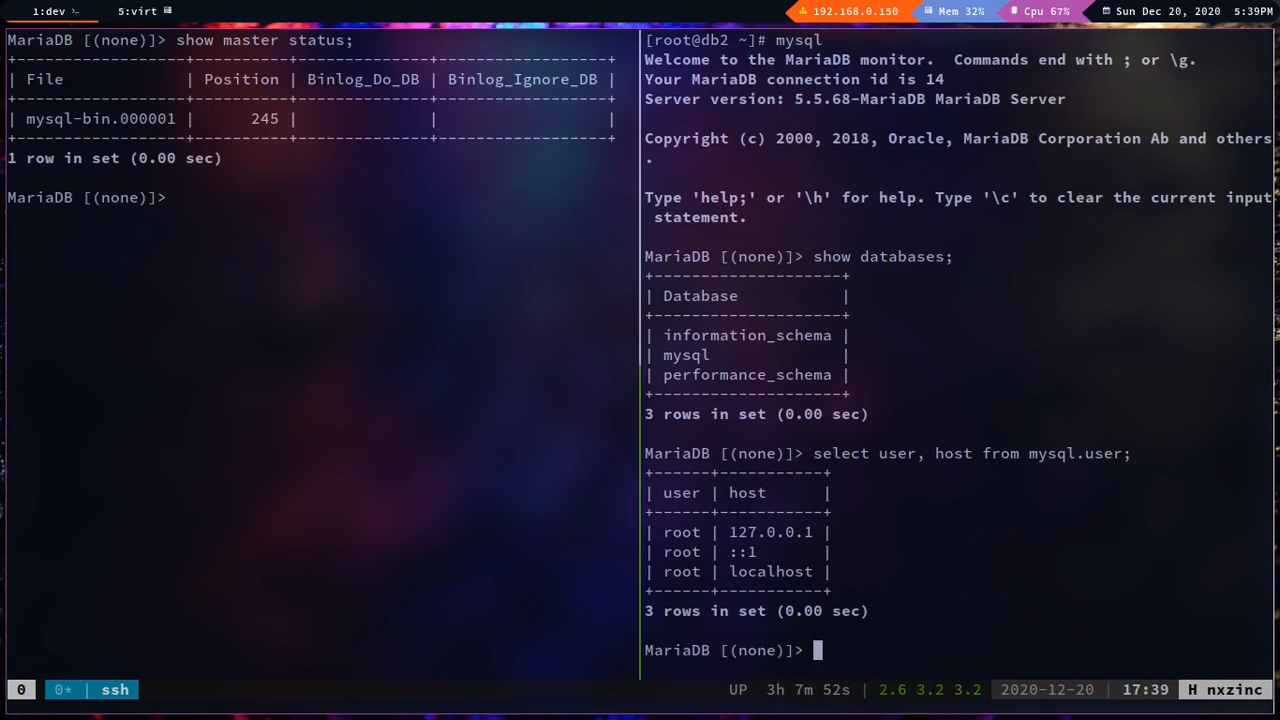 1:dev
5:virt
192.168.0.150
Mem 32%
Cpu 67%
Sun Dec 20, 2020
5:39PM
MariaDB [(none)]> show master status;
+------------------+----------+--------------+------------------+
| File             | Position | Binlog_Do_DB | Binlog_Ignore_DB |
+------------------+----------+--------------+------------------+
| mysql-bin.000001 |      245 |              |                  |
+------------------+----------+--------------+------------------+
1 row in set (0.00 sec)
MariaDB [(none)]>
[root@db2 ~]# mysql
Welcome to the MariaDB monitor.  Commands end with ; or \g.
Your MariaDB connection id is 14
Server version: 5.5.68-MariaDB MariaDB Server
Copyright (c) 2000, 2018, Oracle, MariaDB Corporation Ab and others
.
Type 'help;' or '\h' for help. Type '\c' to clear the current input
 statement.
MariaDB [(none)]> show databases;
+--------------------+
| Database           |
+--------------------+
| information_schema |
| mysql              |
| performance_schema |
+--------------------+
3 rows in set (0.00 sec)
MariaDB [(none)]> select user, host from mysql.user;
+------+-----------+
| user | host      |
+------+-----------+
| root | 127.0.0.1 |
| root | ::1       |
| root | localhost |
+------+-----------+
3 rows in set (0.00 sec)
MariaDB [(none)]>
0  0* | ssh
UP  3h 7m 52s | 2.6 3.2 3.2 | 2020-12-20 | 17:39  H nxzinc